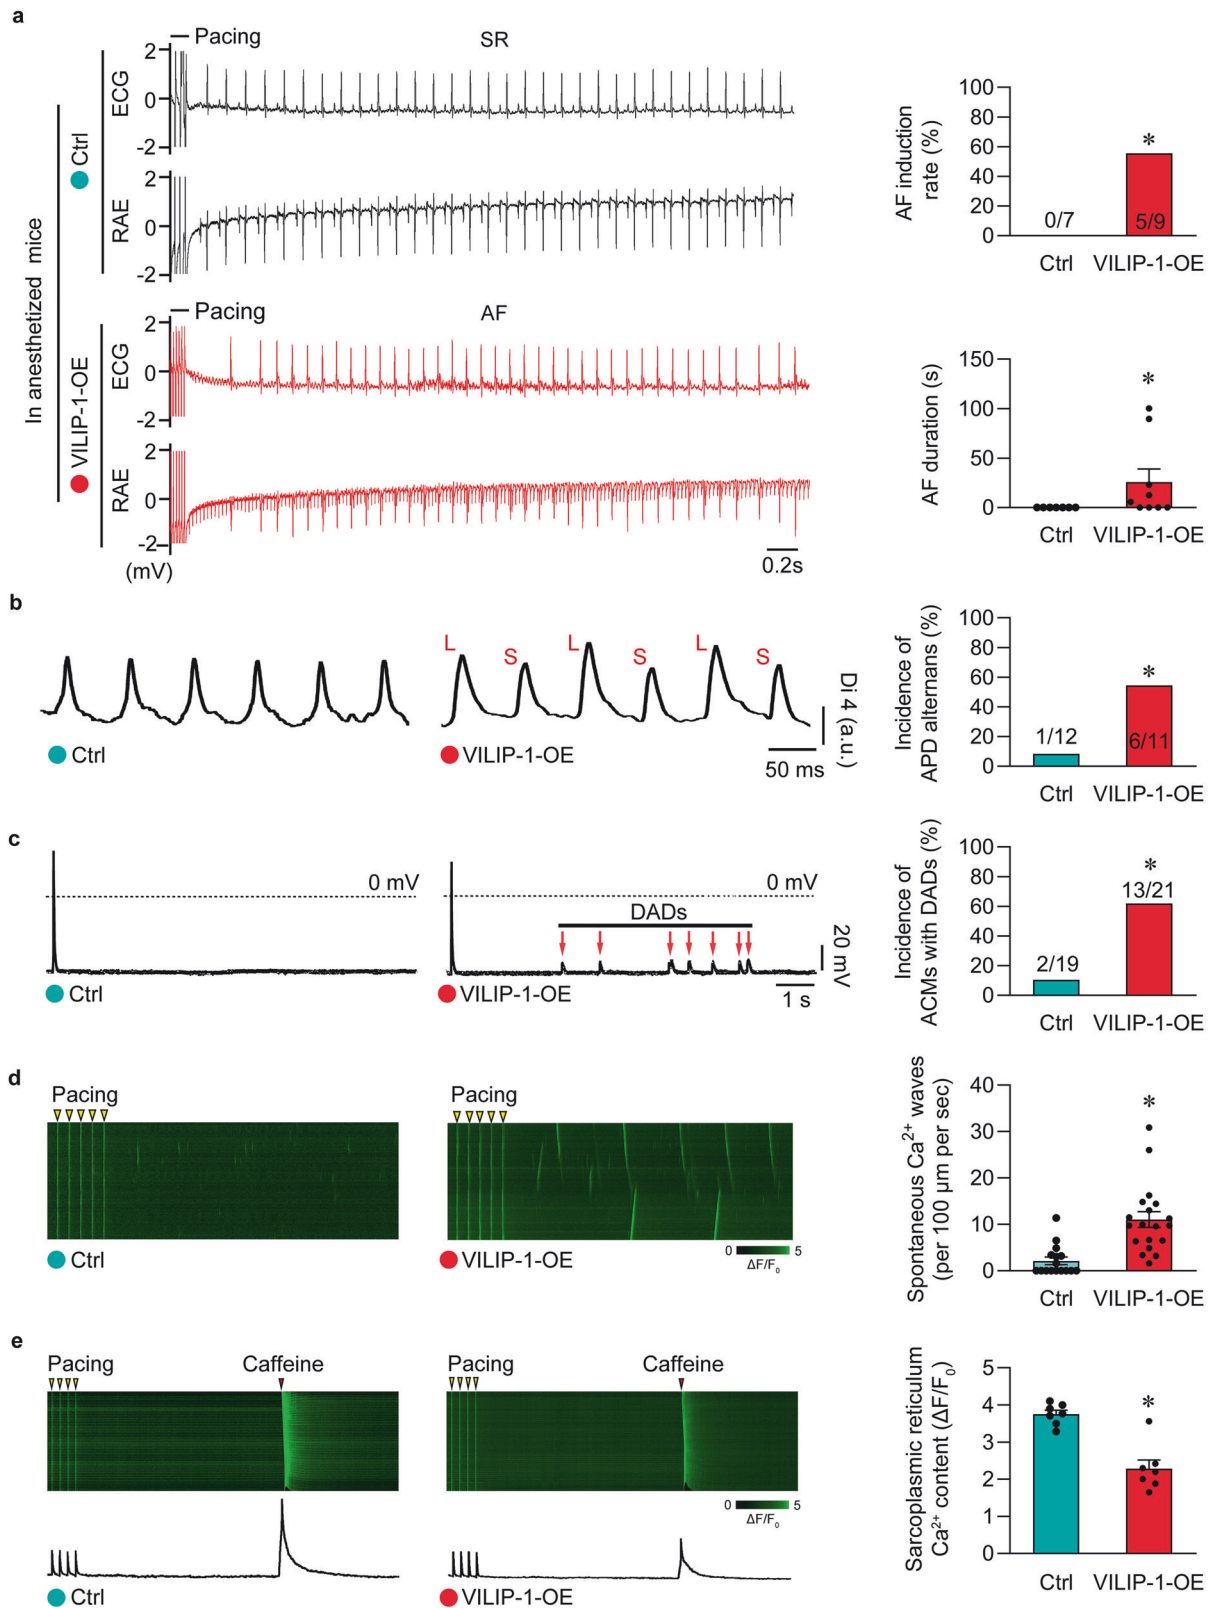 a
Pacing
SR
In anesthetized mice
Ctrl
ECG
2
0
-2
RAE
2
0
-2
Pacing
AF
VILIP-1-OE
ECG
2
0
-2
RAE
2
0
-2
(mV)
0.2s
AF induction
rate (%)
100
80
60
40
20
0
0/7
*
5/9
Ctrl
VILIP-1-OE
AF duration (s)
150
100
50
0
*
Ctrl
VILIP-1-OE
b
L
S
L
S
L
S
Di 4 (a.u.)
50 ms
Ctrl
VILIP-1-OE
Incidence of
APD alternans (%)
100
80
60
40
20
0
1/12
*
6/11
Ctrl
VILIP-1-OE
c
0 mV
0 mV
DADs
20 mV
1 s
Ctrl
VILIP-1-OE
Incidence of
ACMs with DADs (%)
100
80
60
40
20
0
2/19
*
13/21
Ctrl
VILIP-1-OE
d
Pacing
Pacing
Ctrl
VILIP-1-OE
0 5
ΔF/F0
Spontaneous Ca2+ waves
(per 100 μm per sec)
40
30
20
10
0
*
Ctrl
VILIP-1-OE
e
Pacing
Caffeine
Pacing
Caffeine
0 5
ΔF/F0
Ctrl
VILIP-1-OE
Sarcoplasmic reticulum
Ca2+ content (ΔF/F0)
5
4
3
2
1
0
*
Ctrl
VILIP-1-OE